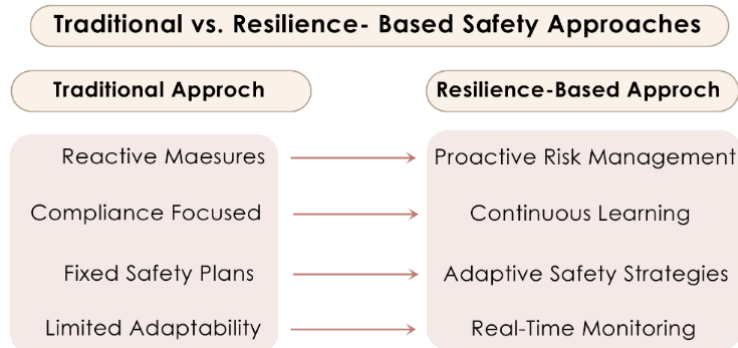 Traditional vs. Resilience- Based Safety Approaches
Traditional Approch
Resilience-Based Approch
Reactive Maesures
Proactive Risk Management
Compliance Focused
Continuous Learning
Fixed Safety Plans
Adaptive Safety Strategies
Limited Adaptability
Real-Time Monitoring